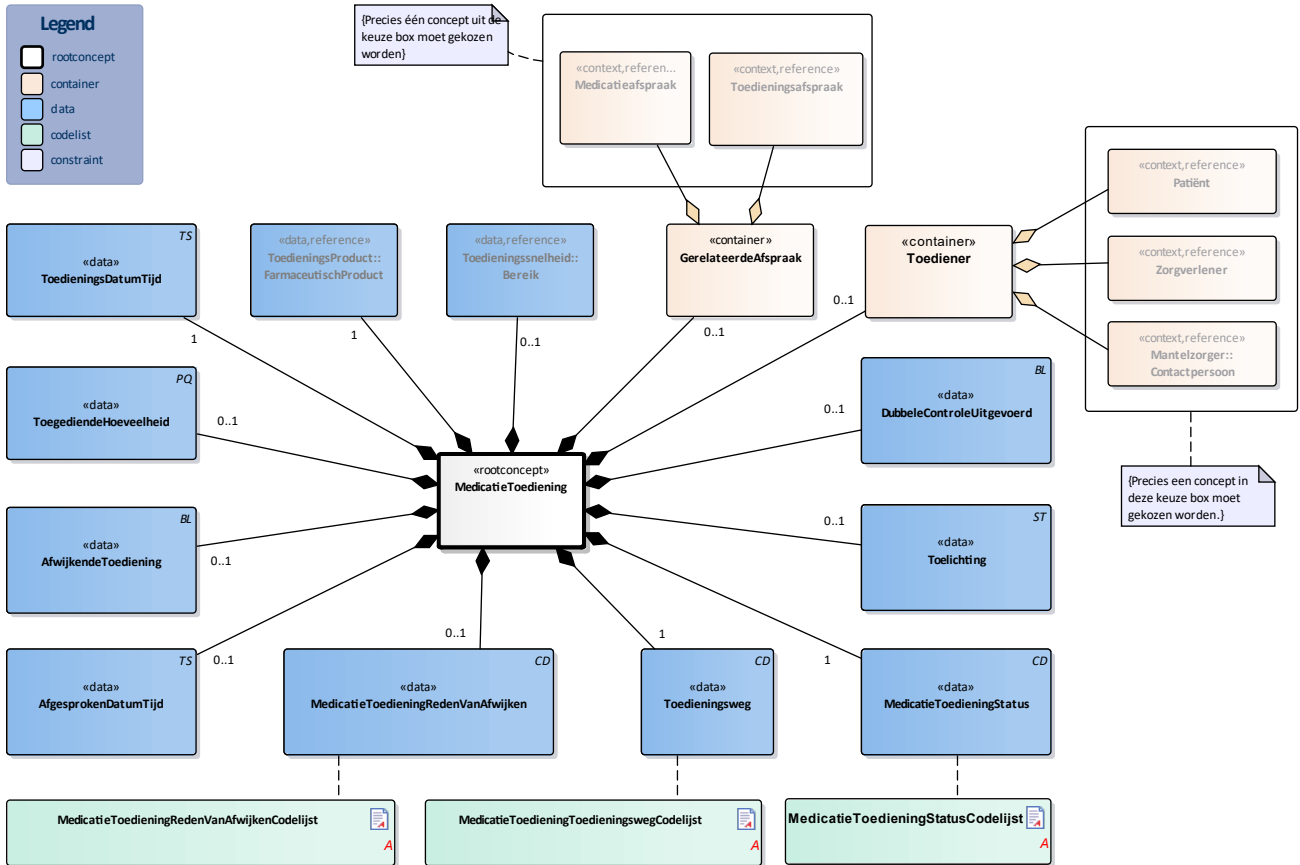 Legend
rootconcept
container
data
codelist
constraint
{Precies één concept uit de
keuze box moet gekozen
worden}
«context,referen...
Medicatieafspraak
«context,reference»
Toedieningsafspraak
«context,reference»
Patiënt
«context,reference»
Zorgverlener
«context,reference»
Mantelzorger::
Contactpersoon
{Precies een concept in
deze keuze box moet
gekozen worden.}
TS
«data»
ToedieningsDatumTijd
1
«data,reference»
ToedieningsProduct::
FarmaceutischProduct
1
«data,reference»
Toedieningssnelheid::
Bereik
0..1
«container»
GerelateerdeAfspraak
0..1
«container»
Toediener
0..1
PQ
«data»
ToegediendeHoeveelheid
0..1
BL
«data»
DubbeleControleUitgevoerd
0..1
«rootconcept»
MedicatieToediening
BL
«data»
AfwijkendeToediening
0..1
ST
«data»
Toelichting
0..1
TS
«data»
AfgesprokenDatumTijd
0..1
CD
«data»
MedicatieToedieningRedenVanAfwijken
0..1
CD
«data»
Toedieningsweg
1
CD
«data»
MedicatieToedieningStatus
1
MedicatieToedieningRedenVanAfwijkenCodelijst
A
MedicatieToedieningToedieningswegCodelijst
A
MedicatieToedieningStatusCodelijst
A